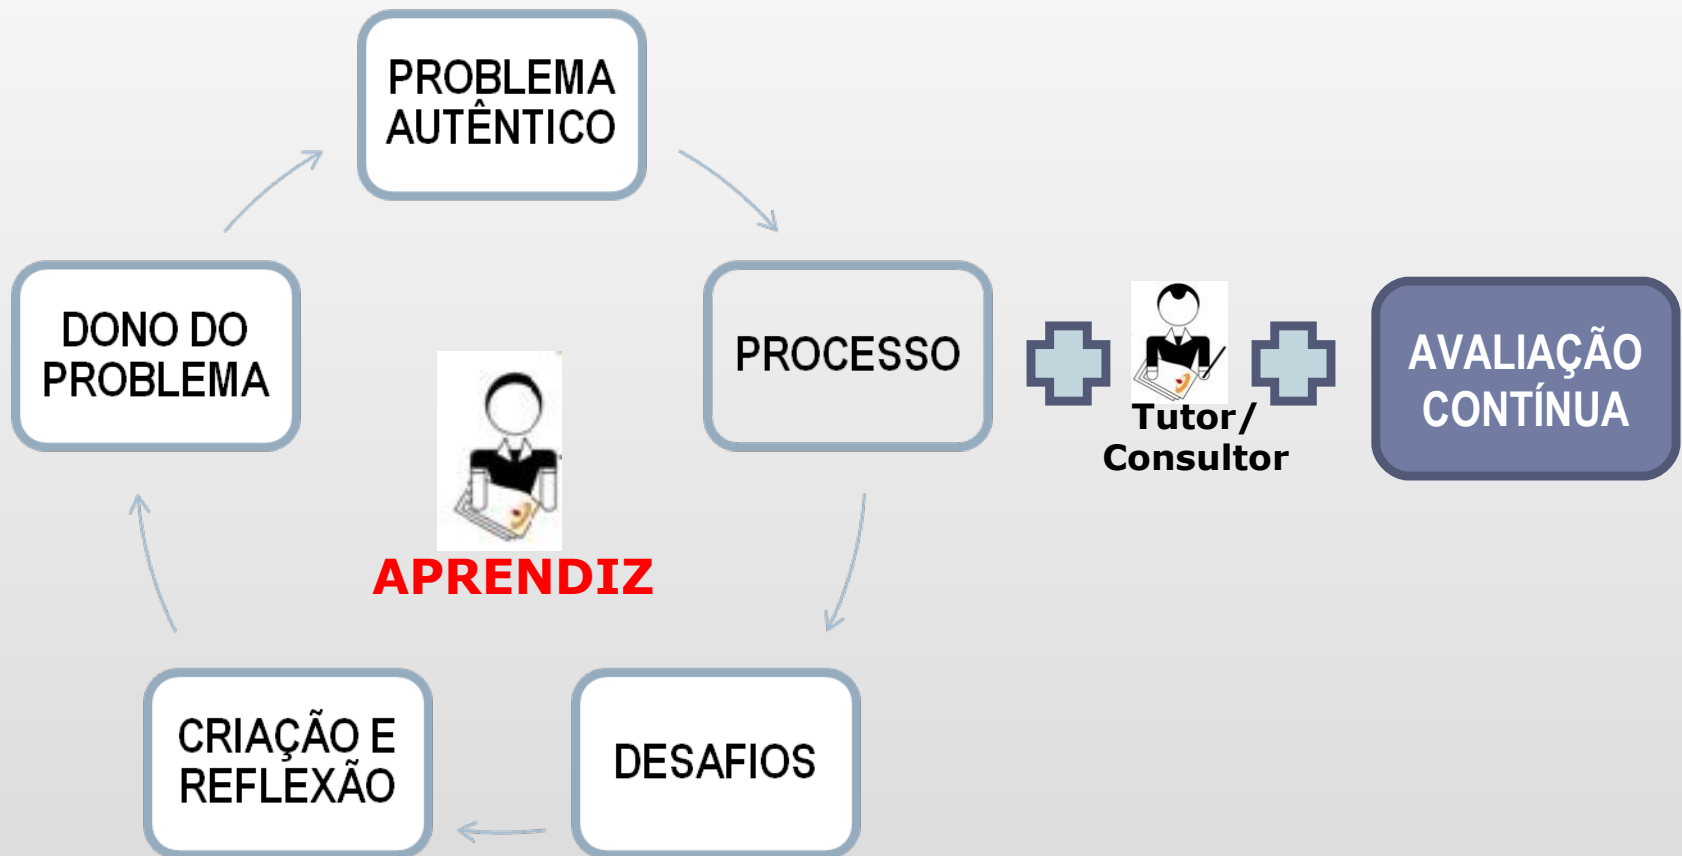 PROBLEMA
AUTÊNTICO
DONO DO
PROBLEMA
PROCESSO
Tutor/
Consultor
AVALIAÇÃO
CONTÍNUA
APRENDIZ
CRIAÇÃO E
REFLEXÃO
DESAFIOS